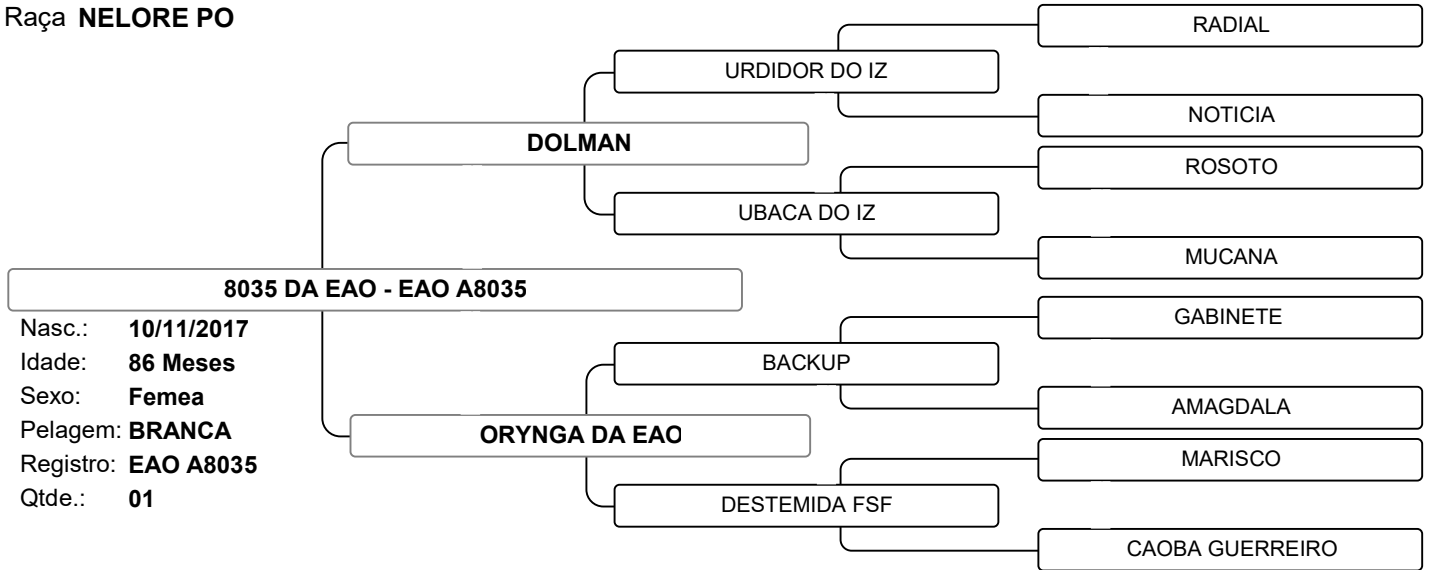 Raça NELORE PO
RADIAL
URDIDOR DO IZ
NOTICIA
DOLMAN
ROSOTO
UBACA DO IZ
MUCANA
8035 DA EAO - EAO A8035
Nasc.: 10/11/2017
Idade: 86 Meses
Sexo: Femea
Pelagem: BRANCA
Registro: EAO A8035
Qtde.: 01
GABINETE
BACKUP
AMAGDALA
ORYNGA DA EAO
MARISCO
DESTEMIDA FSF
CAOBA GUERREIRO